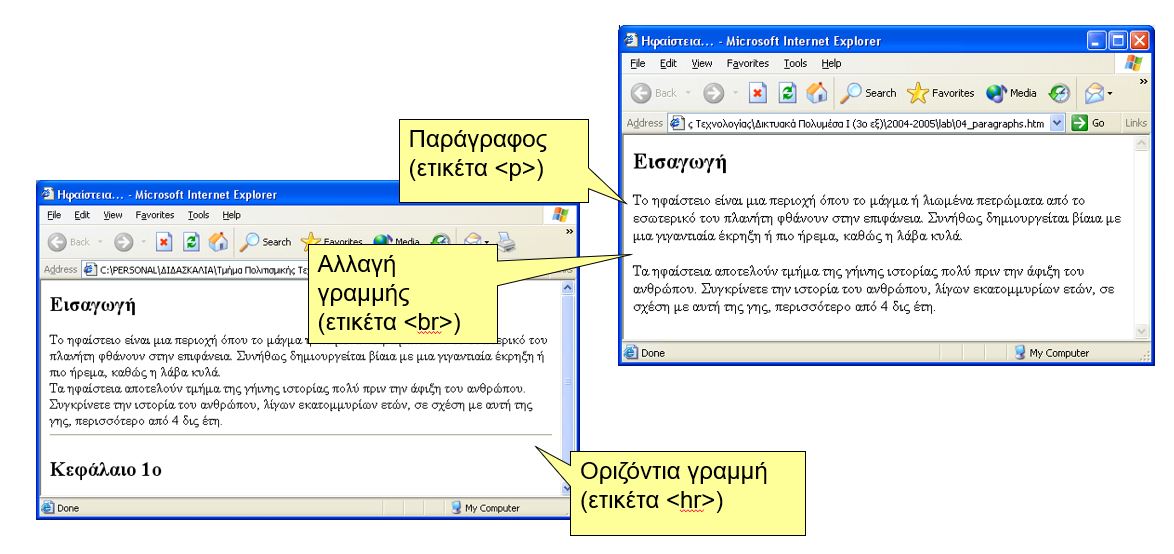 Ηφαίστεια... - Microsoft Internet Explorer
File Edit View Favorites Tools Help
Back Search Favorites Media »
Address ς Τεχνολογίας\Δικτυακά Πολυμέσα Ι (3ο εξ)\2004-2005\lab\04_paragraphs.htm Go Links
Εισαγωγή
Το ηφαίστειο είναι μια περιοχή όπου το μάγμα ή λιωμένα πετρώματα από το
εσωτερικό του πλανήτη φθάνουν στην επιφάνεια. Συνήθως δημιουργείται βίαια με
μια γιγαντιαία έκρηξη ή πιο ήρεμα, καθώς η λάβα κυλά.
Τα ηφαίστεια αποτελούν τμήμα της γήινης ιστορίας πολύ πριν την άφιξη του
ανθρώπου. Συγκρίνετε την ιστορία του ανθρώπου, λίγων εκατομμυρίων ετών, σε
σχέση με αυτή της γης, περισσότερο από 4 δις έτη.
Done My Computer
Παράγραφος
(ετικέτα <p>)
Ηφαίστεια... - Microsoft Internet Explorer
File Edit View Favorites Tools Help
Back Search Favorites Media »
Address C:\PERSONAL\ΔΙΔΑΣΚΑΛΙΑ\Τμήμα Πολιτισμικής Τε
Αλλαγή
γραμμής
(ετικέτα <br>)
Εισαγωγή
Το ηφαίστειο είναι μια περιοχή όπου το μάγμα
πλανήτη φθάνουν στην επιφάνεια. Συνήθως δημιουργείται βίαια με μια γιγαντιαία έκρηξη ή
πιο ήρεμα, καθώς η λάβα κυλά.
Τα ηφαίστεια αποτελούν τμήμα της γήινης ιστορίας πολύ πριν την άφιξη του ανθρώπου.
Συγκρίνετε την ιστορία του ανθρώπου, λίγων εκατομμυρίων ετών, σε σχέση με αυτή της
γης, περισσότερο από 4 δις έτη.
Κεφάλαιο 1ο
Done My Computer
Οριζόντια γραμμή
(ετικέτα <hr>)